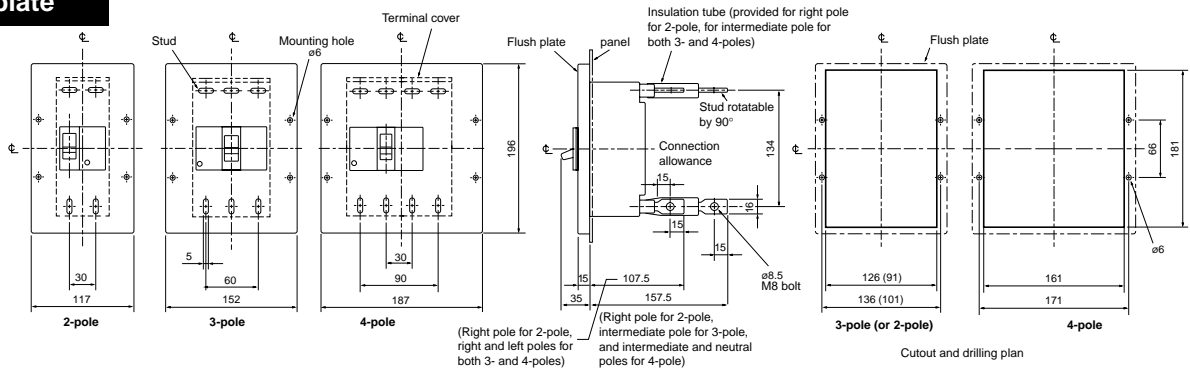 plate
Terminal cover
Stud
Mounting hole
ø6
℄
℄
℄
℄
196
5
30
60
30
90
117
152
187
2-pole
3-pole
4-pole
Insulation tube (provided for right pole
for 2-pole, for intermediate pole for
both 3- and 4-poles)
Flush plate
panel
Stud rotatable
by 90°
Connection
allowance
134
15
16
15
15
ø8.5
M8 bolt
15
107.5
35
157.5
(Right pole for 2-pole,
right and left poles for
both 3- and 4-poles)
(Right pole for 2-pole,
intermediate pole for 3-pole,
and intermediate and neutral
poles for 4-pole)
℄
Flush plate
℄
℄
66
181
ø6
126 (91)
136 (101)
161
171
3-pole (or 2-pole)
4-pole
Cutout and drilling plan